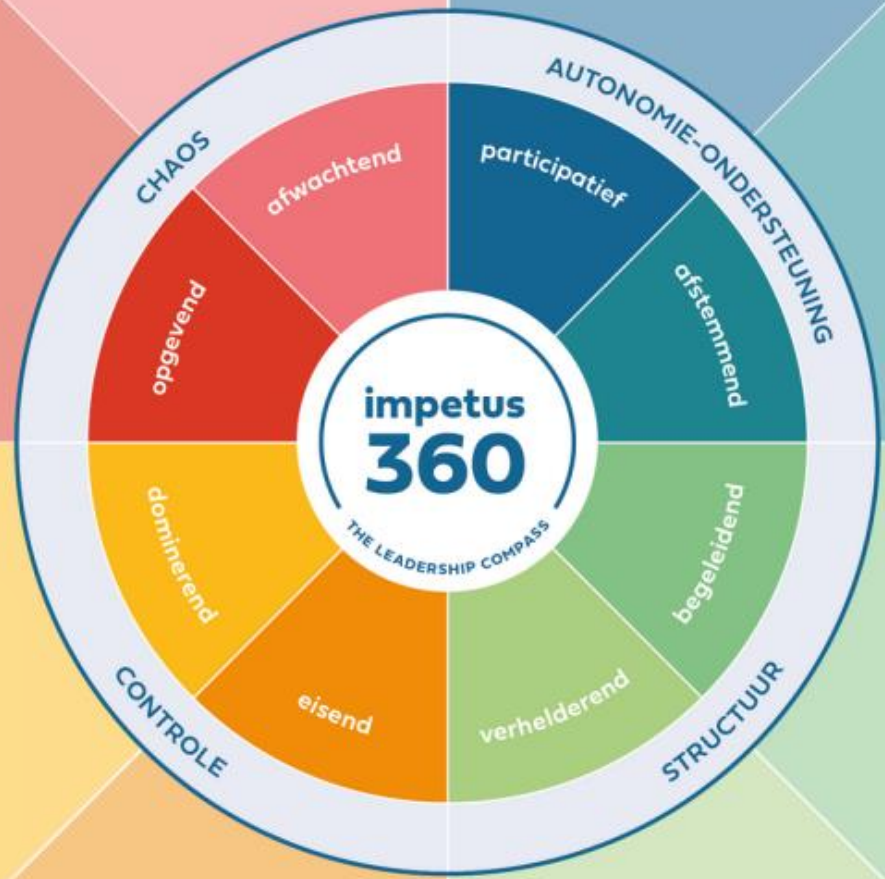 CHAOS
AUTONOMIE-ONDERSTEUNING
afwachtend
participatief
opgevend
afstemmend
impetus
360
THE LEADERSHIP COMPASS
dominerend
begeleidend
eisend
verhelderend
CONTROLE
STRUCTUUR